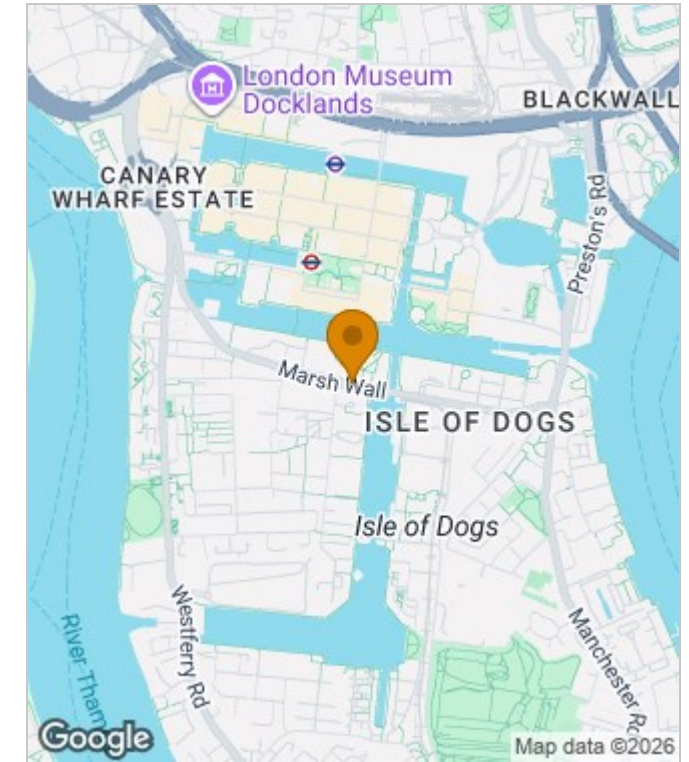 London Museum
Docklands
BLACKWALL
CANARY
WHARF ESTATE
Preston's Rd
Marsh Wall
ISLE OF DOGS
Isle of Dogs
Westferry Rd
River Tham
Manchester Rd
Google
Map data ©2026